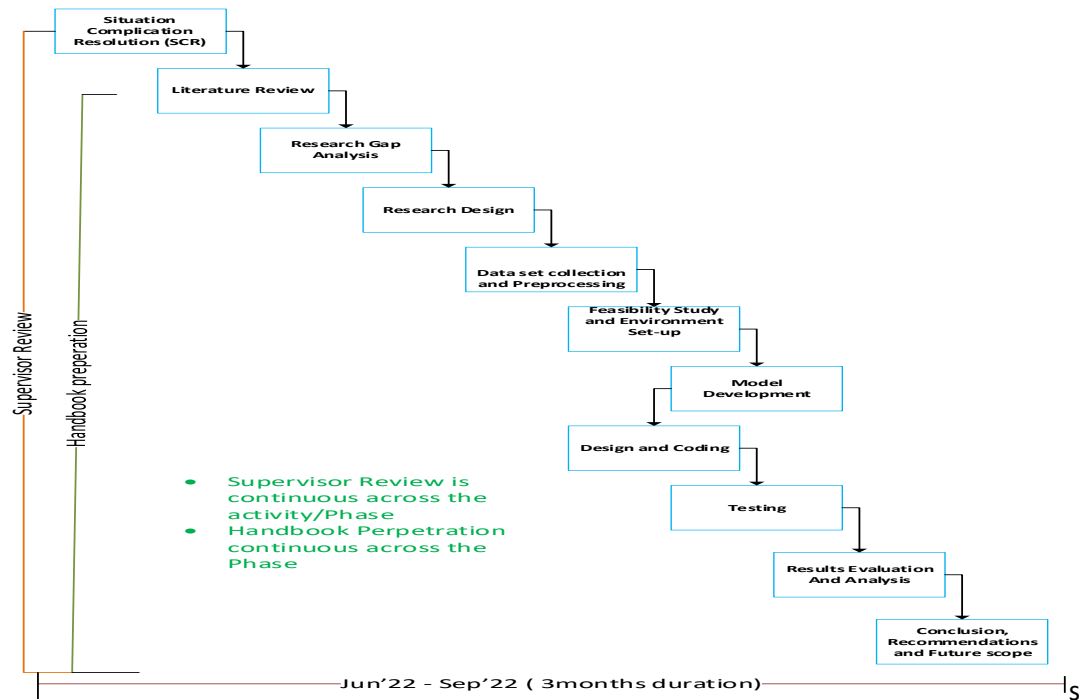 Situation
Complication
Resolution (SCR)
Literature Review
Research Gap
Analysis
Research Design
Data set collection
and Preprocessing
Feasibility Study
and Environment
Set-up
Model
Development
Design and Coding
Testing
Results Evaluation
And Analysis
Conclusion,
Recommendations
and Future scope
Supervisor Review
Handbook preperation
• Supervisor Review is
continuous across the
activity/Phase
• Handbook Perpetration
continuous across the
Phase
Jun’22 - Sep’22 ( 3months duration)
S